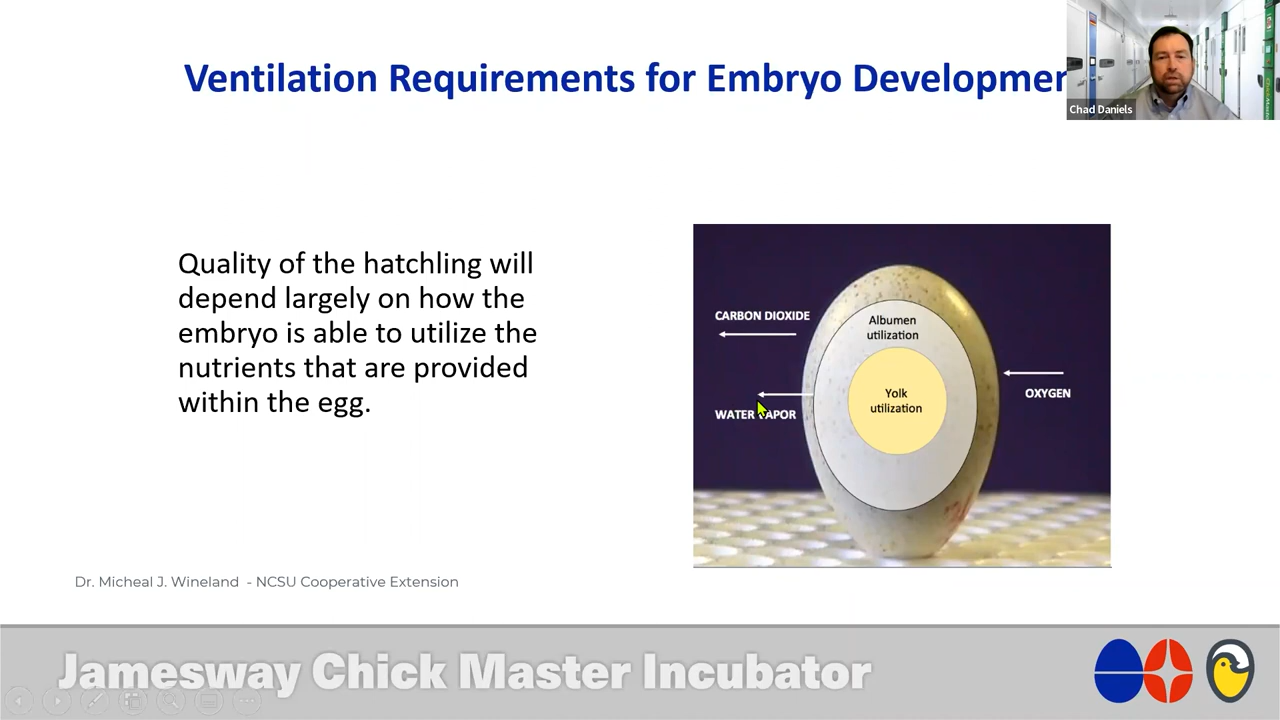 Ventilation Requirements for Embryo Developmen
Chad Daniels
Quality of the hatchling will
depend largely on how the
embryo is able to utilize the
nutrients that are provided
within the egg.
CARBON DIOXIDE
Albumen
utilization
OXYGEN
Yolk
utilization
WATER VAPOR
Dr. Micheal J. Wineland - NCSU Cooperative Extension
Jamesway Chick Master Incubator